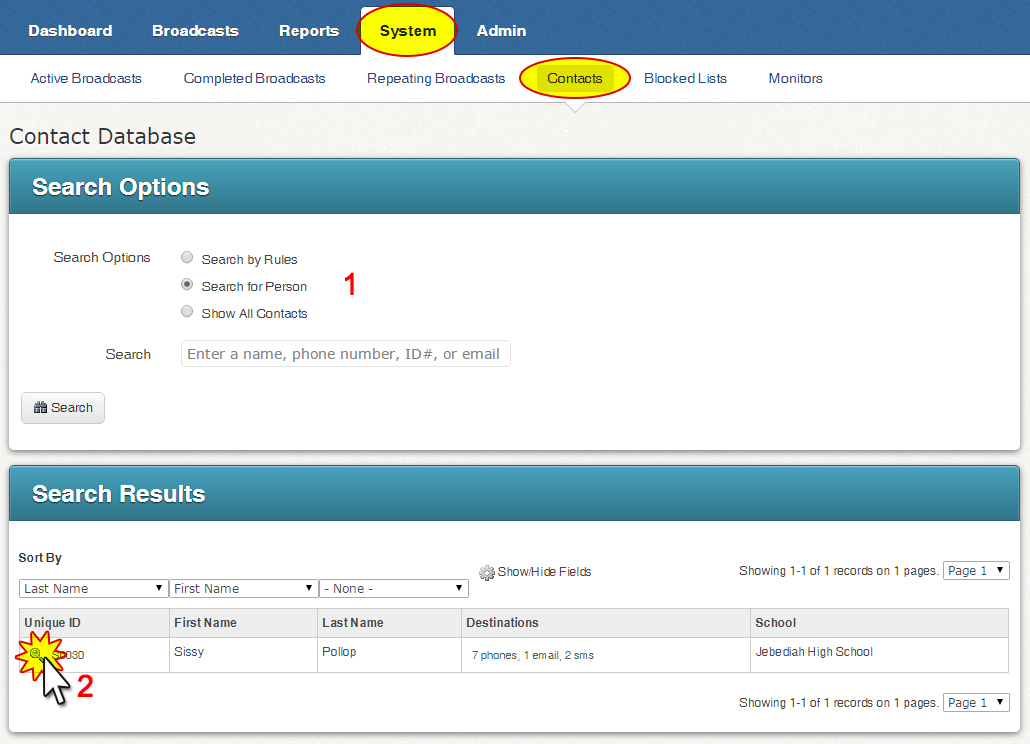 Dashboard Broadcasts Reports System Admin
Active Broadcasts Completed Broadcasts Repeating Broadcasts Contacts Blocked Lists Monitors
Contact Database
Search Options
Search Options
Search by Rules
Search for Person
1
Show All Contacts
Search Enter a name, phone number, ID#, or email
Search
Search Results
Sort By
Show/Hide Fields Showing 1-1 of 1 records on 1 pages. Page 1
Last Name First Name - None -
Unique ID First Name Last Name Destinations School
Sissy Pollop 7 phones, 1 email, 2 sms Jebediah High School
2
Showing 1-1 of 1 records on 1 pages. Page 1